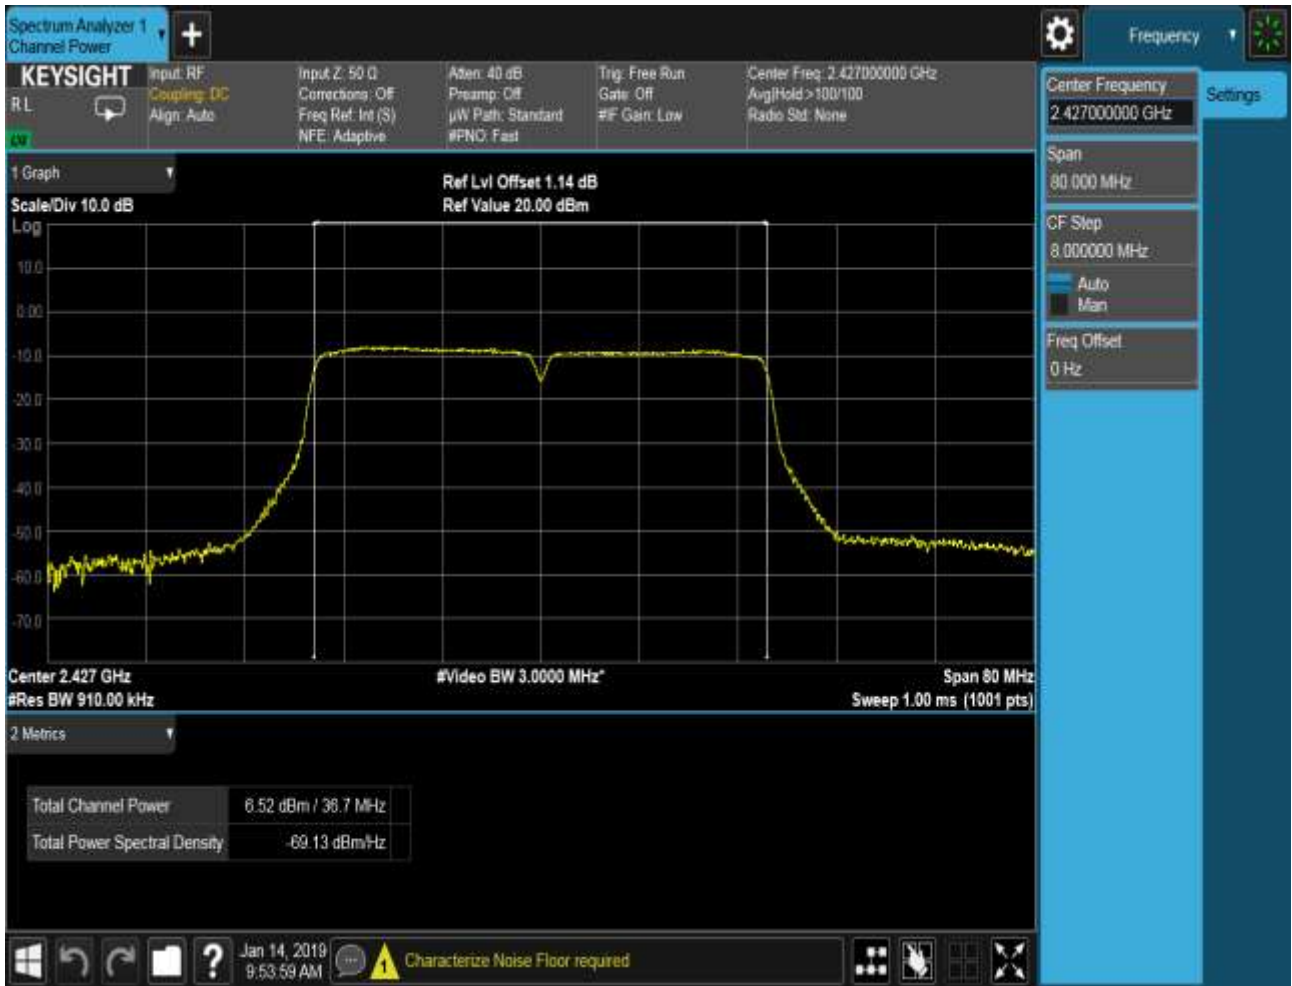 Spectrum Analyzer 1
Channel Power
+
Frequency
KEYSIGHT
R L
Input: RF
Coupling: DC
Align: Auto
Input Z: 50 Ω
Corrections: Off
Freq Ref: Int (S)
NFE: Adaptive
Atten: 40 dB
Preamp: Off
µW Path: Standard
#PNO: Fast
Trig: Free Run
Gate: Off
#IF Gain: Low
Center Freq: 2.427000000 GHz
Avg|Hold:>100/100
Radio Std: None
Center Frequency
2.427000000 GHz
Settings
Span
80.000 MHz
CF Step
8.000000 MHz
Auto
Man
Freq Offset
0 Hz
1 Graph
Scale/Div 10.0 dB
Ref Lvl Offset 1.14 dB
Ref Value 20.00 dBm
Log
10.0
0.00
-10.0
-20.0
-30.0
-40.0
-50.0
-60.0
-70.0
Center 2.427 GHz
#Video BW 3.0000 MHz*
Span 80 MHz
#Res BW 910.00 kHz
Sweep 1.00 ms (1001 pts)
2 Metrics
Total Channel Power 6.52 dBm / 36.7 MHz
Total Power Spectral Density -69.13 dBm/Hz
?
Jan 14, 2019
9:53:59 AM
1
Characterize Noise Floor required